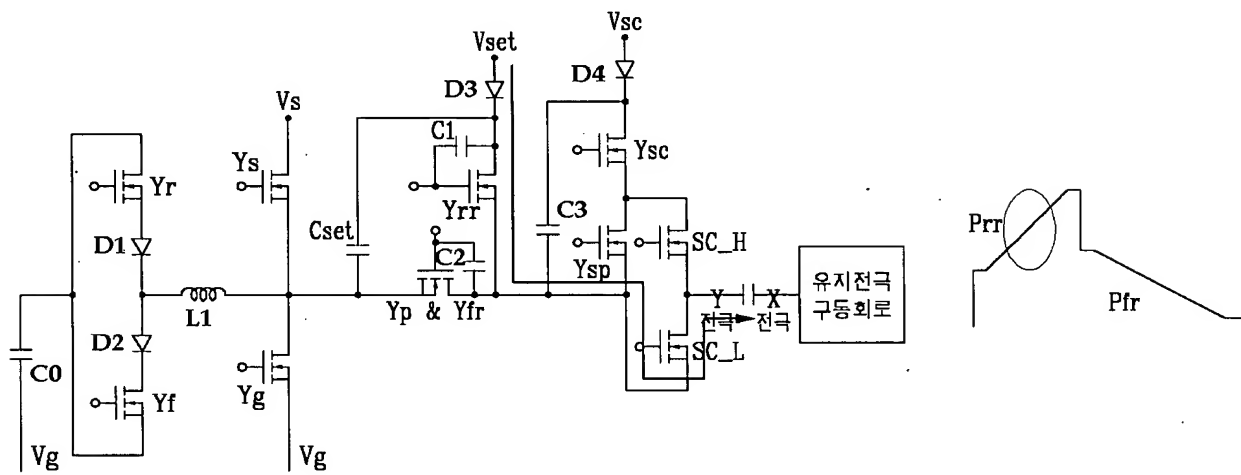 Vsc
Vset
D4
D3
Vs
C1
Ysc
Ys
Yr
Yrr
Prr
Cset
C3
SC_H
D1
C2
Ysp
유지전극
구동회로
L1
Yp & Yfr
Y
전극
X
전극
Pfr
D2
SC_L
C0
Yg
Yf
Vg
Vg